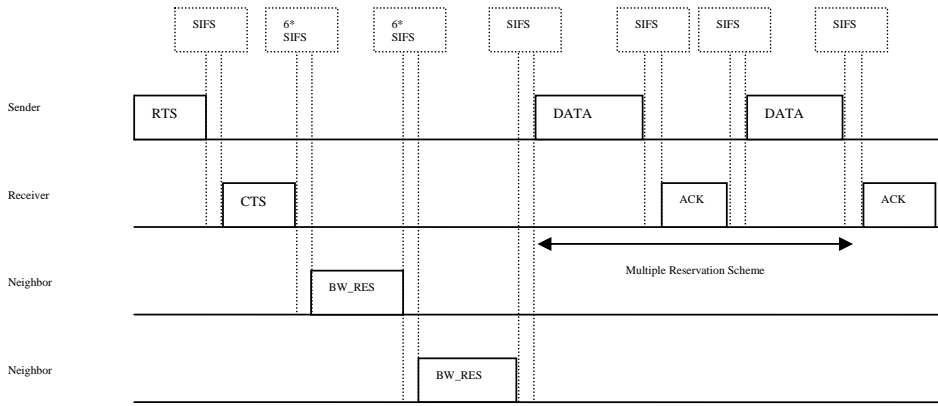 SIFS
6*
SIFS
6*
SIFS
SIFS
SIFS
SIFS
SIFS
Sender
RTS
DATA
DATA
Receiver
CTS
ACK
ACK
Multiple Reservation Scheme
Neighbor
BW_RES
Neighbor
BW_RES